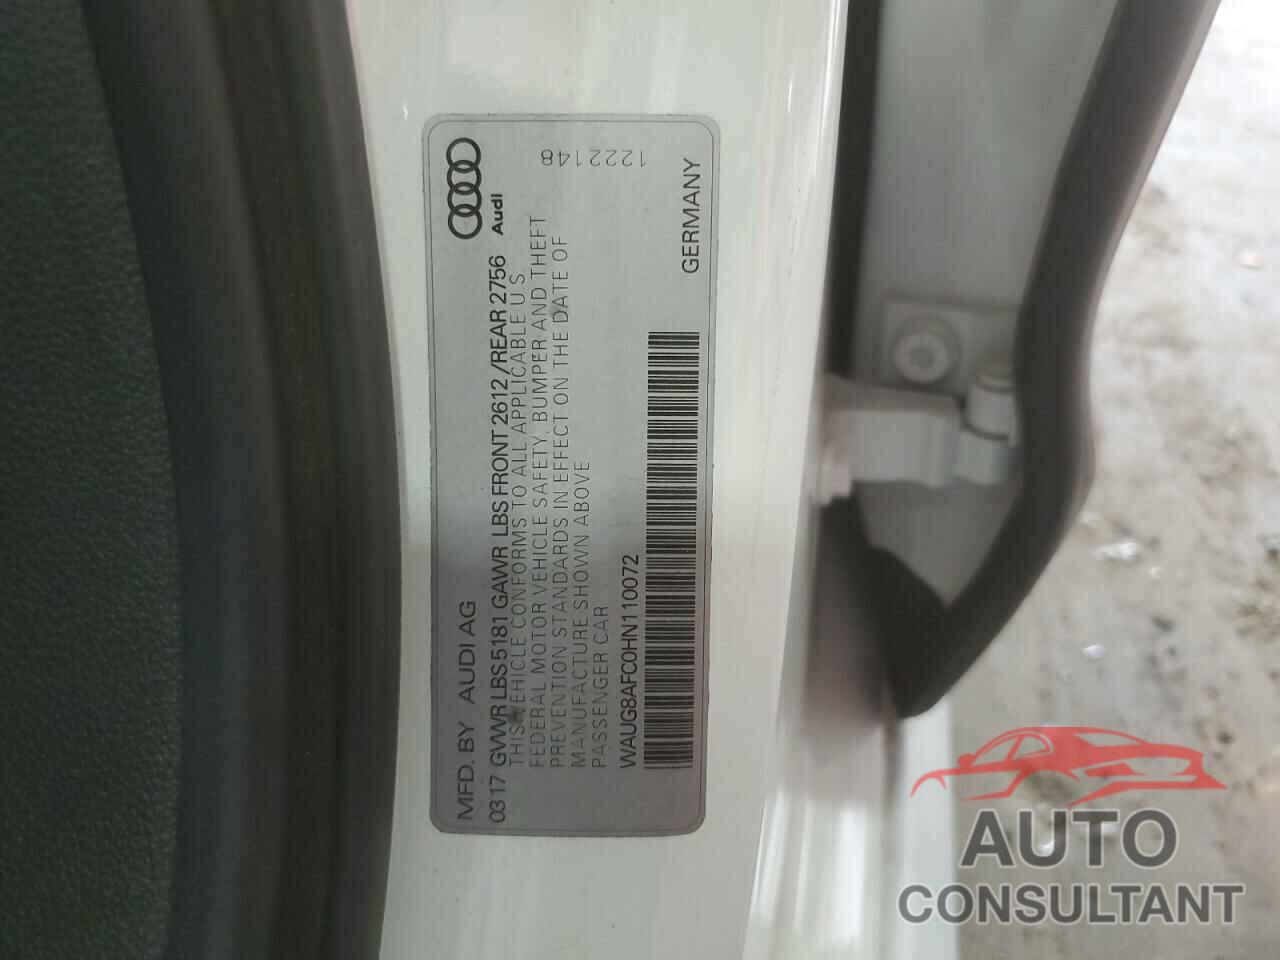 MFD. BY AUDI AG
Audi
03 17 GVWR LBS 5181 GAWR LBS FRONT 2612 / REAR 2756
THIS VEHICLE CONFORMS TO ALL APPLICABLE U S
FEDERAL MOTOR VEHICLE SAFETY, BUMPER AND THEFT
PREVENTION STANDARDS IN EFFECT ON THE DATE OF
MANUFACTURE SHOWN ABOVE
PASSENGER CAR
WAUG8AFC0HN110072
1222148
GERMANY
AUTO
CONSULTANT